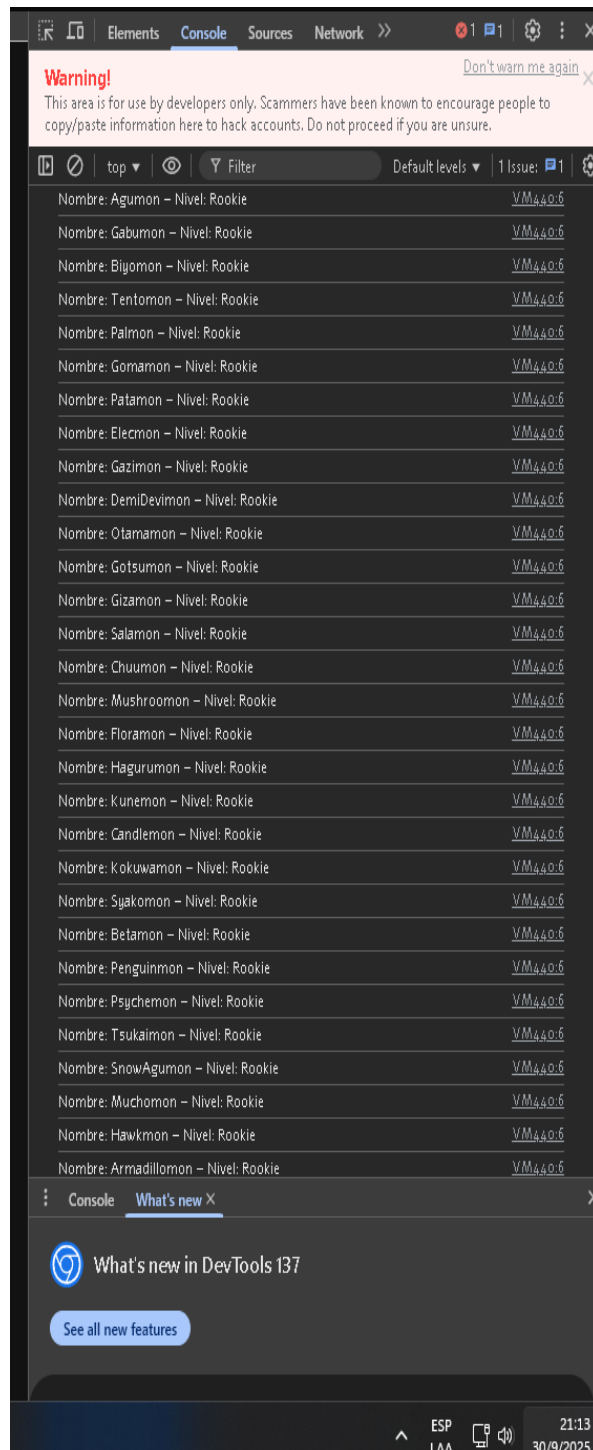 Elements Console Sources Network 1 1
Warning! Don't warn me again
This area is for use by developers only. Scammers have been known to encourage people to
copy/paste information here to hack accounts. Do not proceed if you are unsure.
top Filter Default levels 1 Issue: 1
Nombre: Agumon – Nivel: Rookie VM440:6
Nombre: Gabumon – Nivel: Rookie VM440:6
Nombre: Biyomon – Nivel: Rookie VM440:6
Nombre: Tentomon – Nivel: Rookie VM440:6
Nombre: Palmon – Nivel: Rookie VM440:6
Nombre: Gomamon – Nivel: Rookie VM440:6
Nombre: Patamon – Nivel: Rookie VM440:6
Nombre: Elecmon – Nivel: Rookie VM440:6
Nombre: Gazimon – Nivel: Rookie VM440:6
Nombre: DemiDevimon – Nivel: Rookie VM440:6
Nombre: Otamamon – Nivel: Rookie VM440:6
Nombre: Gotsumon – Nivel: Rookie VM440:6
Nombre: Gizamon – Nivel: Rookie VM440:6
Nombre: Salamon – Nivel: Rookie VM440:6
Nombre: Chuumon – Nivel: Rookie VM440:6
Nombre: Mushroomon – Nivel: Rookie VM440:6
Nombre: Floramon – Nivel: Rookie VM440:6
Nombre: Hagurumon – Nivel: Rookie VM440:6
Nombre: Kunemon – Nivel: Rookie VM440:6
Nombre: Candlemon – Nivel: Rookie VM440:6
Nombre: Kokuwamon – Nivel: Rookie VM440:6
Nombre: Syakomon – Nivel: Rookie VM440:6
Nombre: Betamon – Nivel: Rookie VM440:6
Nombre: Penguinmon – Nivel: Rookie VM440:6
Nombre: Psychemon – Nivel: Rookie VM440:6
Nombre: Tsukaimon – Nivel: Rookie VM440:6
Nombre: SnowAgumon – Nivel: Rookie VM440:6
Nombre: Muchomon – Nivel: Rookie VM440:6
Nombre: Hawkmon – Nivel: Rookie VM440:6
Nombre: Armadillomon – Nivel: Rookie VM440:6
Console What's new
What's new in DevTools 137
See all new features
ESP 21:13
LAA 30/9/2025